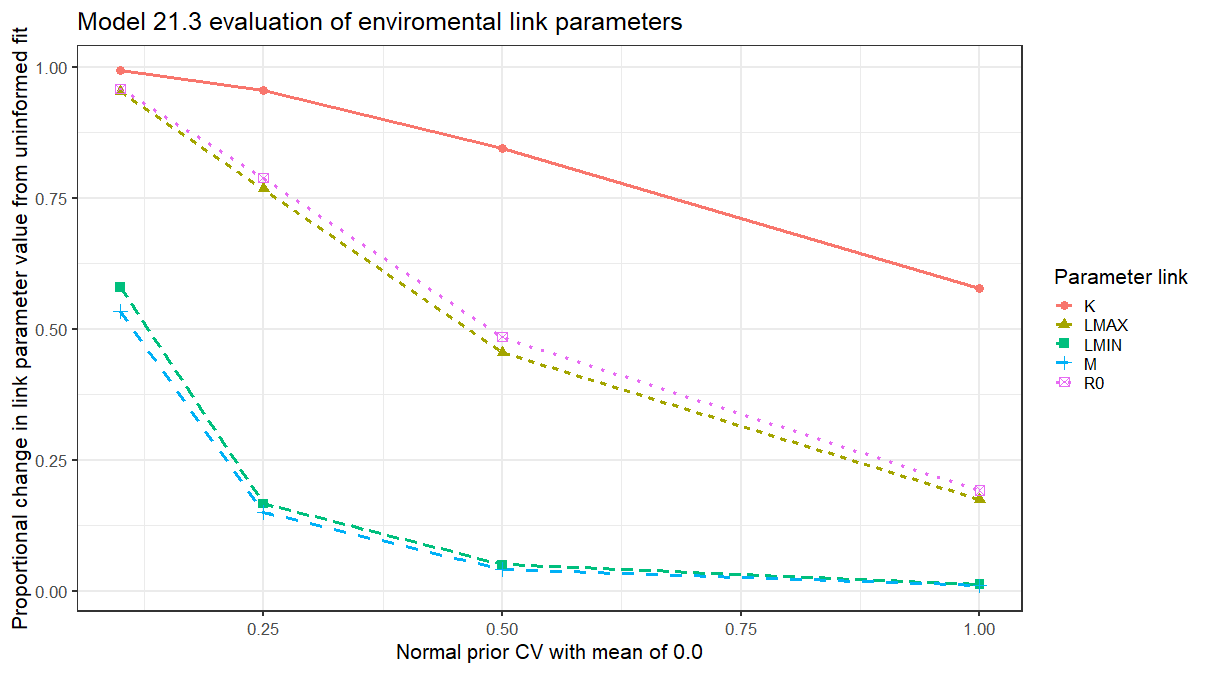 Model 21.3 evaluation of enviromental link parameters
Proportional change in link parameter value from uninformed fit
1.00
0.75
0.50
0.25
0.00
0.25
0.50
0.75
1.00
Normal prior CV with mean of 0.0
Parameter link
K
LMAX
LMIN
M
R0